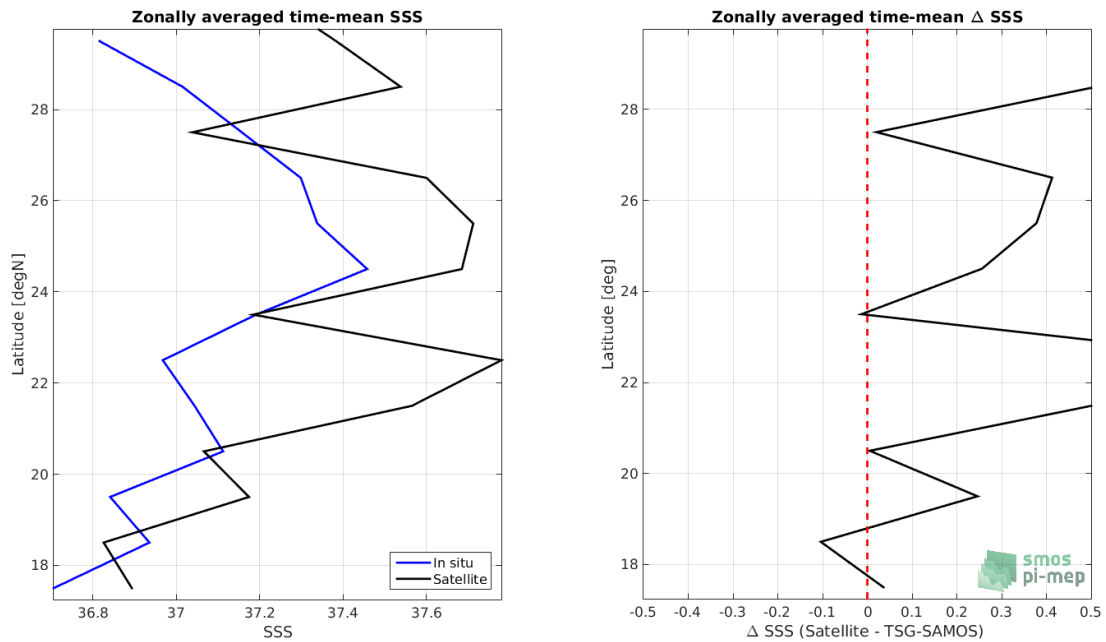 Zonally averaged time-mean SSS
28
26
24
22
20
18
Latitude [degN]
36.8 37 37.2 37.4 37.6
SSS
In situ
Satellite
Zonally averaged time-mean Δ SSS
28
26
24
22
20
18
Latitude [deg]
-0.5 -0.4 -0.3 -0.2 -0.1 0 0.1 0.2 0.3 0.4 0.5
Δ SSS (Satellite - TSG-SAMOS)
smos
pi-mep